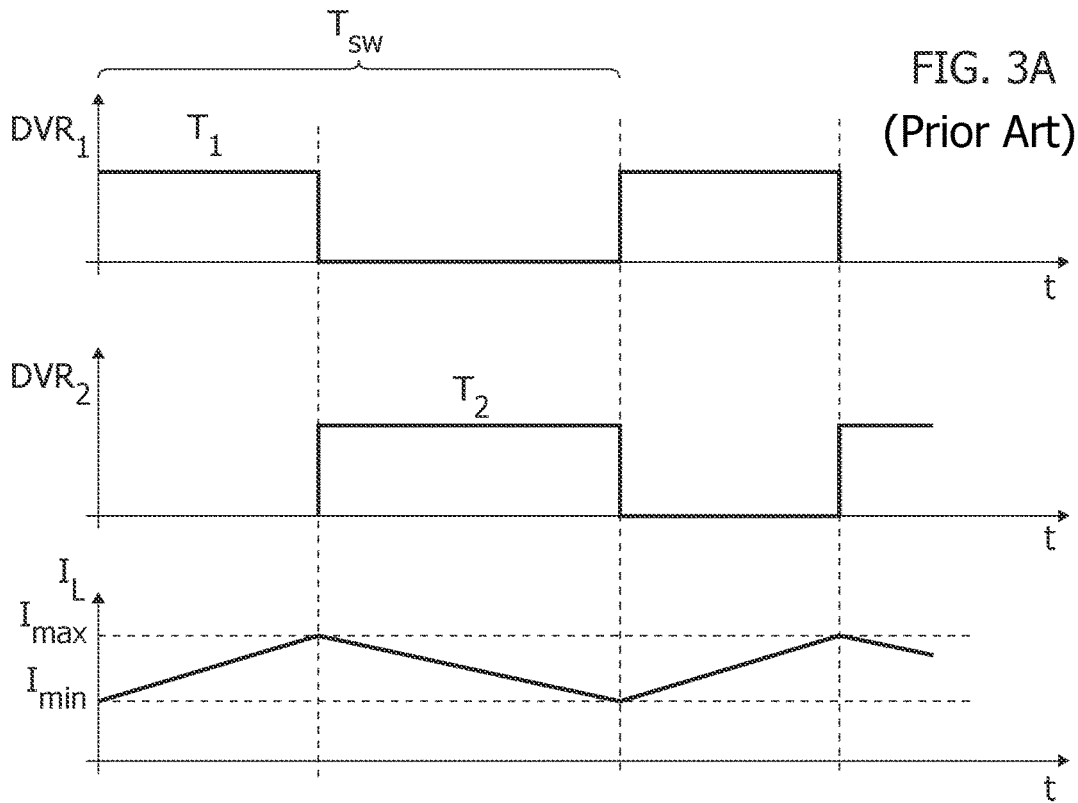 T_SW
FIG. 3A
(Prior Art)
DVR_1
T_1
t
DVR_2
T_2
t
I_L
I_max
I_min
t